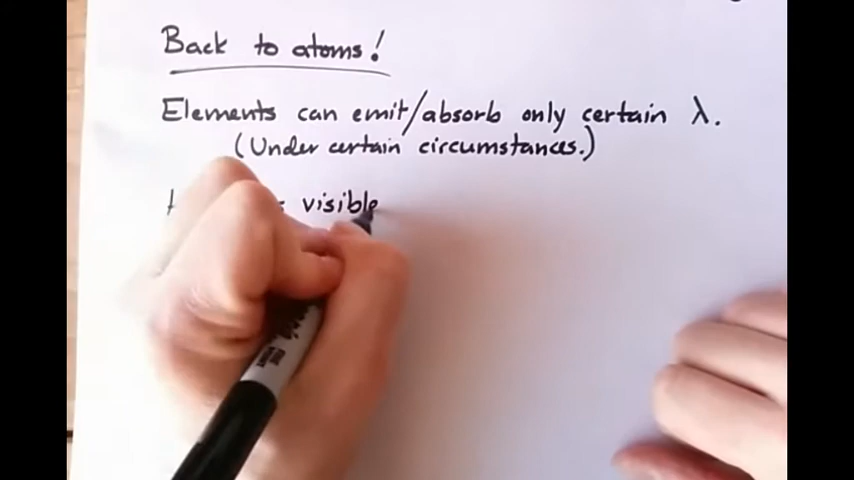 Back to atoms!
Elements can emit/absorb only certain λ.
(Under certain circumstances.)
visible